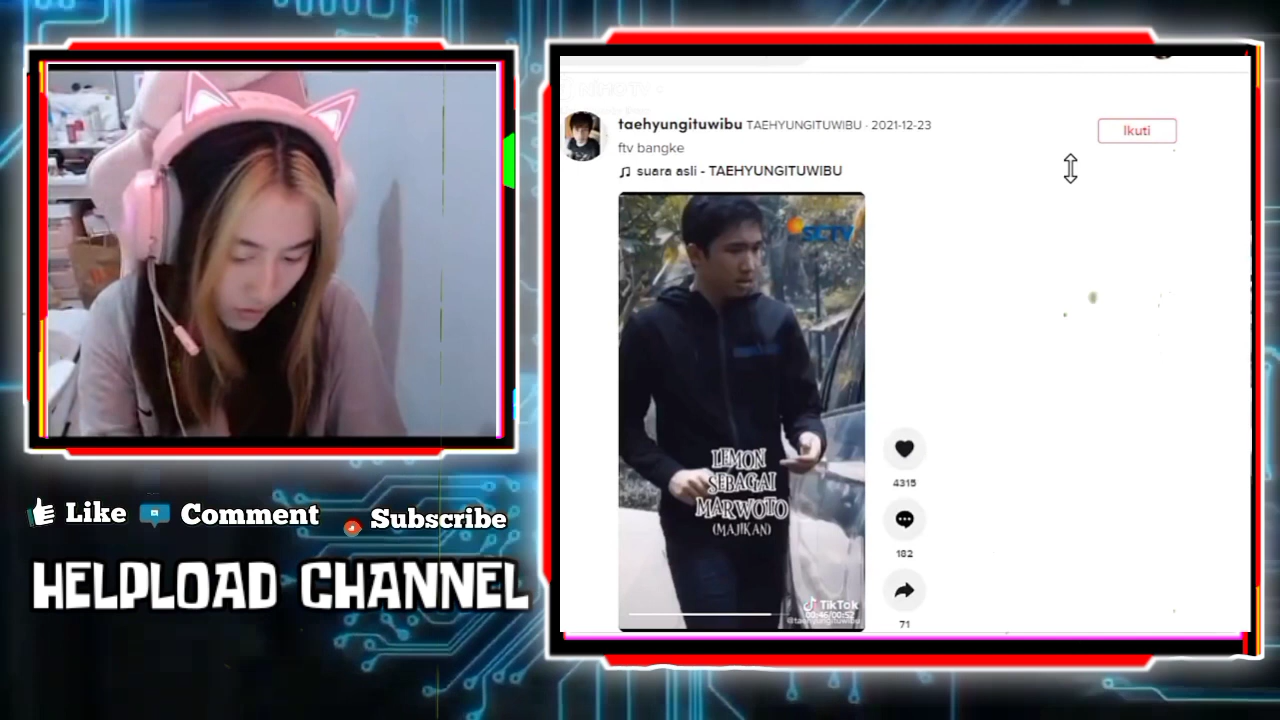 taehyungituwibu TAEHYUNGITUWIBU · 2021-12-23
Ikuti
ftv bangke
suara asli - TAEHYUNGITUWIBU
SCTV
LEMON
SEBAGAI
MARWOTO
(MAJIKAN)
4315
182
71
TikTok
Like
Comment
Subscribe
HELPLOAD CHANNEL